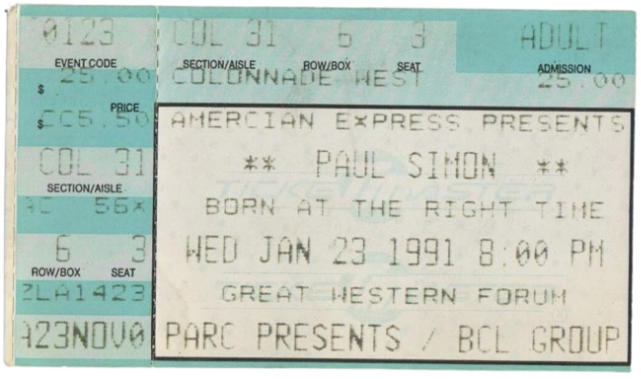 0123 COL 31 6 3 ADULT
EVENT CODE SECTION/AISLE ROW/BOX SEAT ADMISSION
$ 25.00 COLONNADE WEST 25.00
PRICE
$ CC5.50 AMERCIAN EXPRESS PRESENTS
COL 31 ** PAUL SIMON **
SECTION/AISLE TICKETMASTER
56X BORN AT THE RIGHT TIME
6 3 WED JAN 23 1991 8:00 PM
ROW/BOX SEAT
ZLA1423 GREAT WESTERN FORUM
A23NOV0 PARC PRESENTS / BCL GROUP